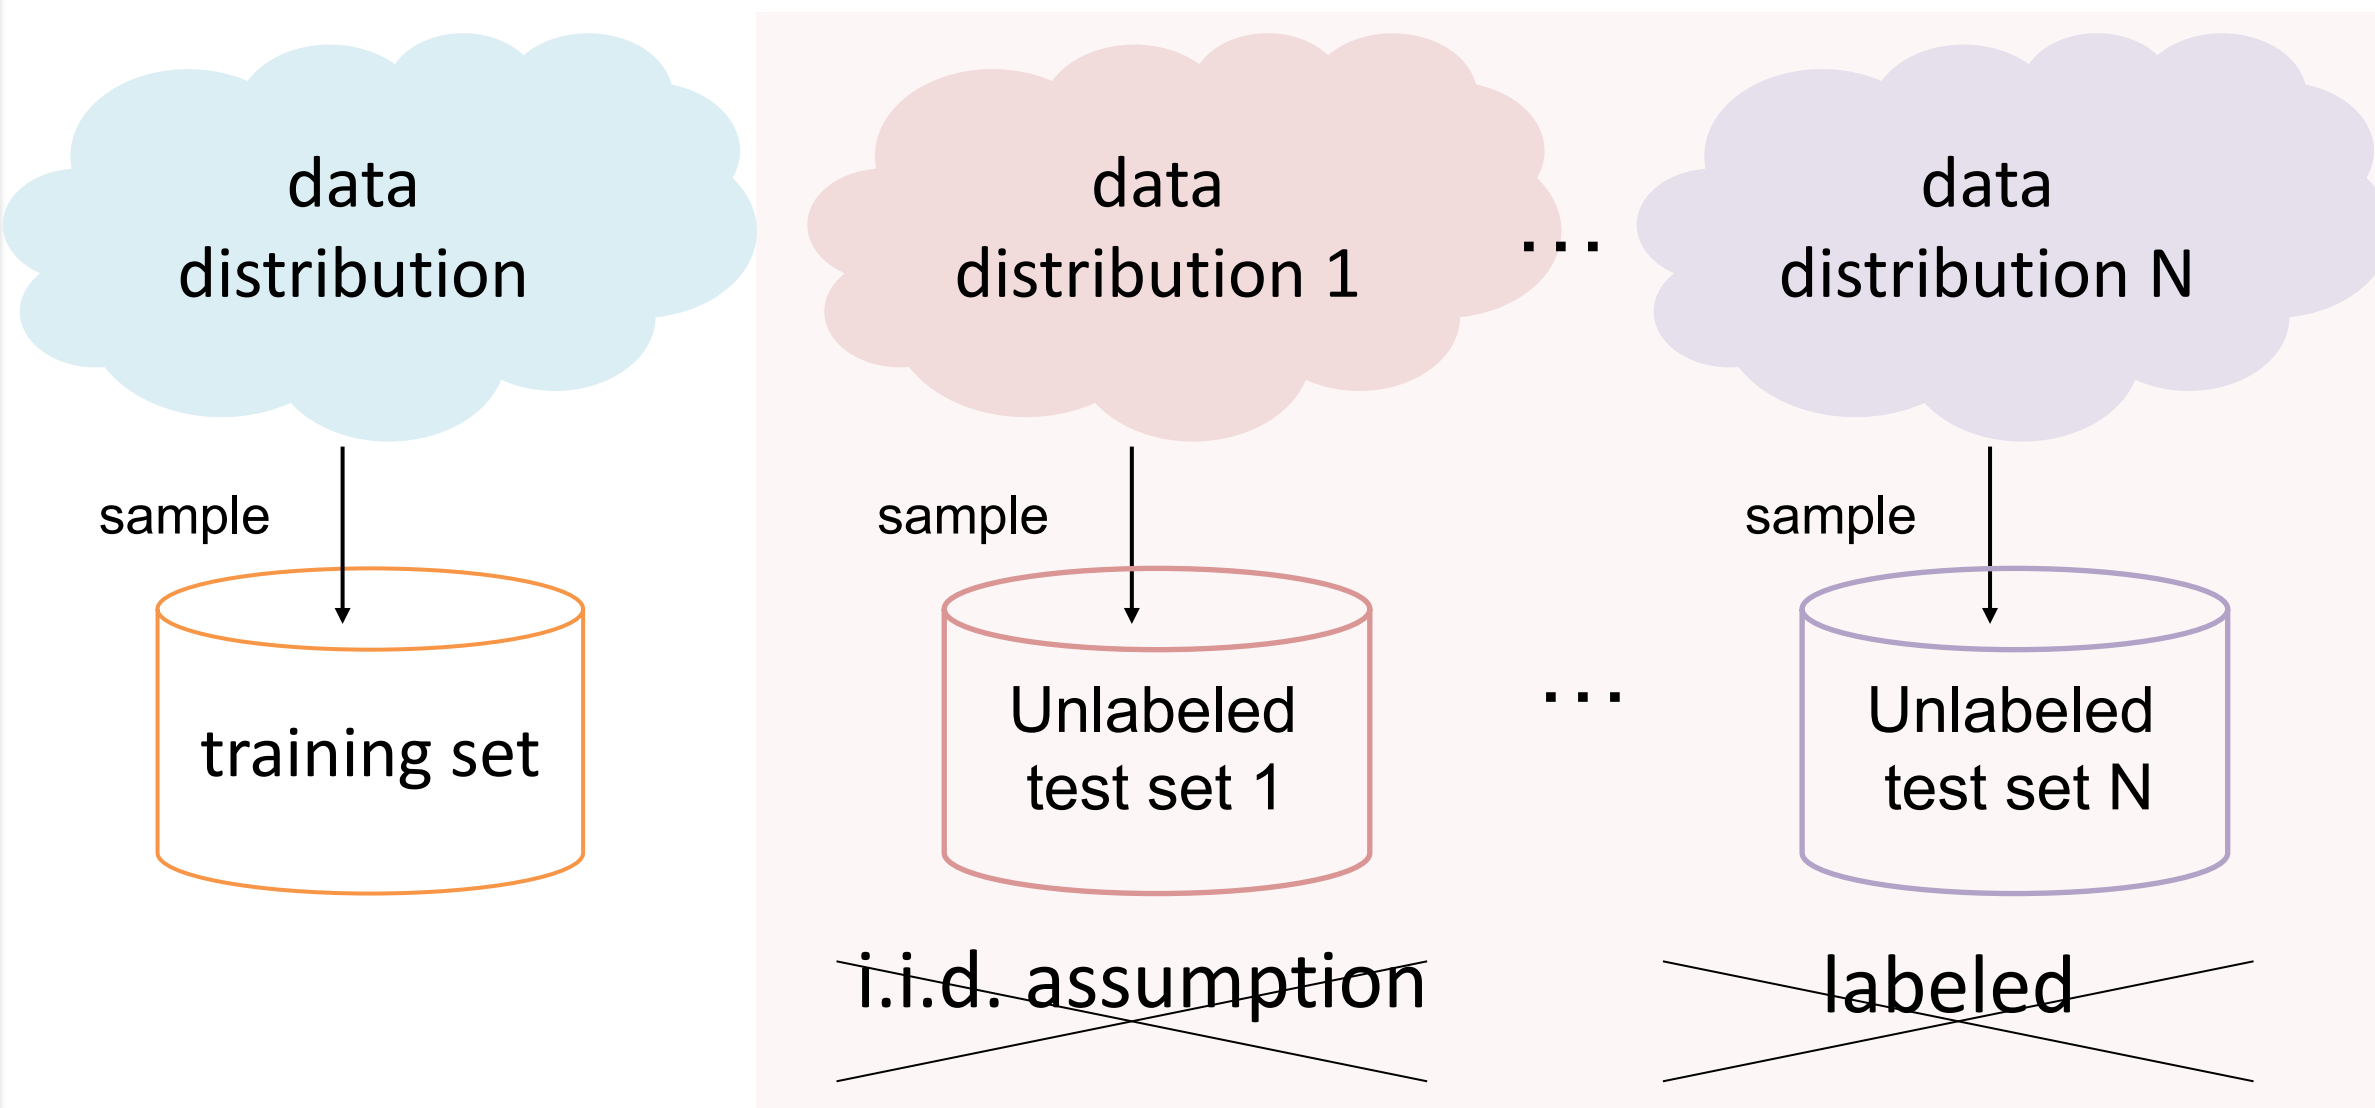 data
distribution
data
distribution 1
...
data
distribution N
sample
sample
sample
training set
Unlabeled
test set 1
...
Unlabeled
test set N
i.i.d. assumption
labeled